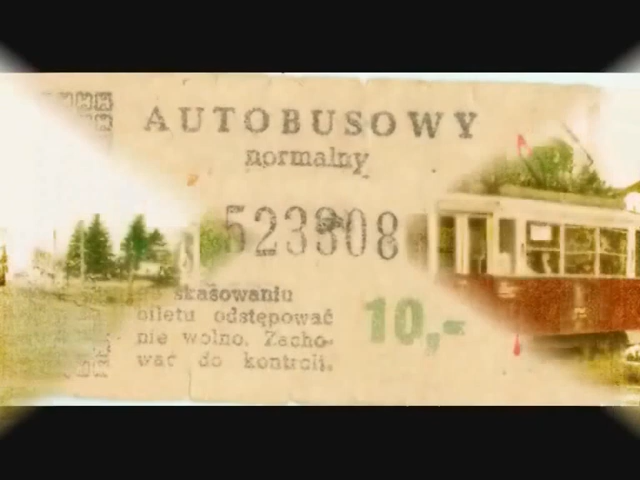 AUTOBUSOWY
normalny
523308
skasowaniu
biletu odstępować
nie wolno. Zacho-
wać do kontroli.
10,-